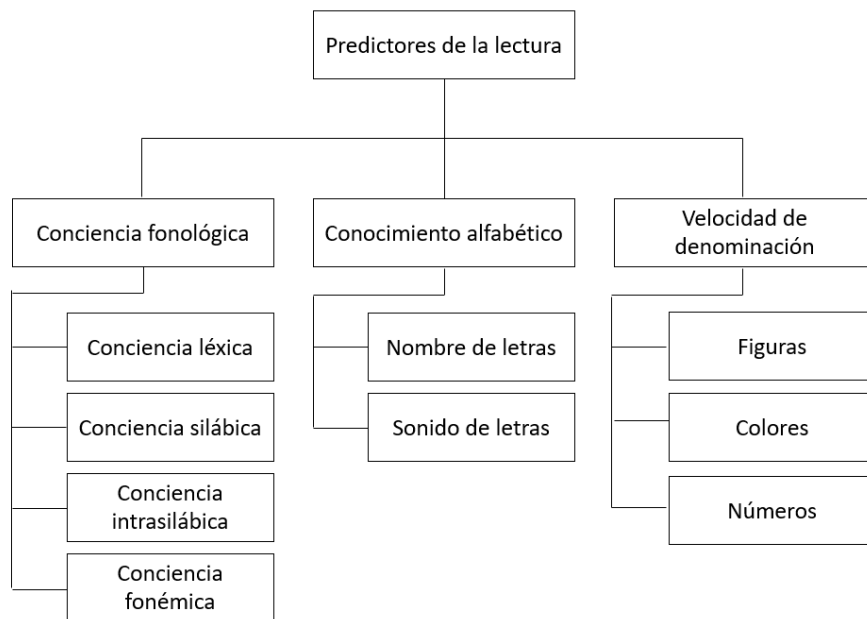 Predictores de la lectura
Conciencia fonológica
Conocimiento alfabético
Velocidad de
denominación
Conciencia léxica
Conciencia silábica
Conciencia
intrasilábica
Conciencia
fonémica
Nombre de letras
Sonido de letras
Figuras
Colores
Números